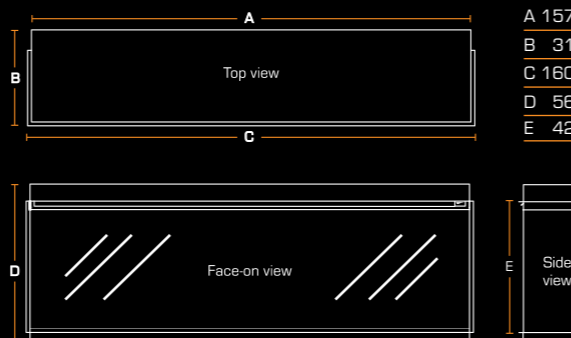 A
B
Top view
C
A 157
B 31
C 160
D 56
E 42
D
Face-on view
E
Side
view